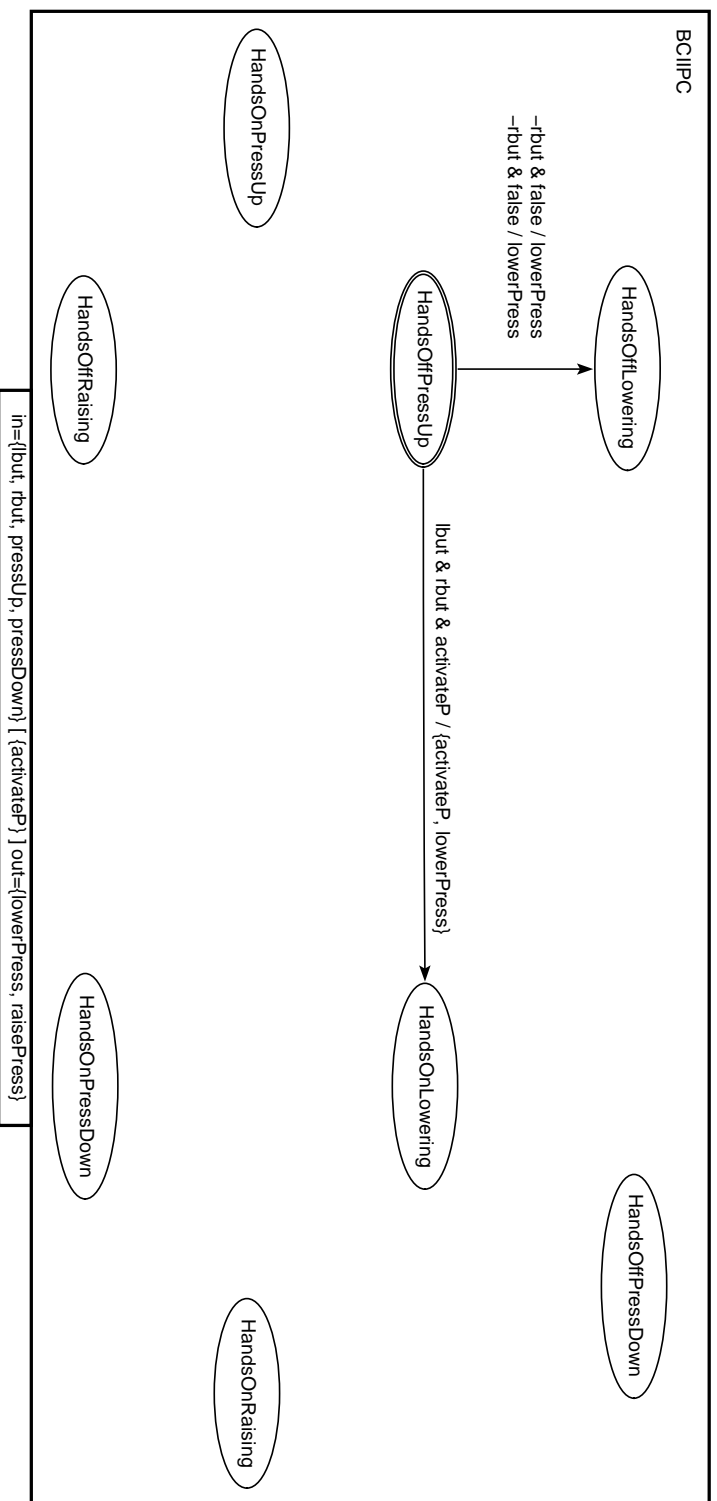 BCIIPC
HandsOffLowering
HandsOffPressDown
–rbut & false / lowerPress
–rbut & false / lowerPress
lbut & rbut & activateP / {activateP, lowerPress}
HandsOffPressUp
HandsOnLowering
HandsOnPressUp
HandsOnRaising
HandsOffRaising
HandsOnPressDown
in={lbut, rbut, pressUp, pressDown} [ {activateP} ] out={lowerPress, raisePress}